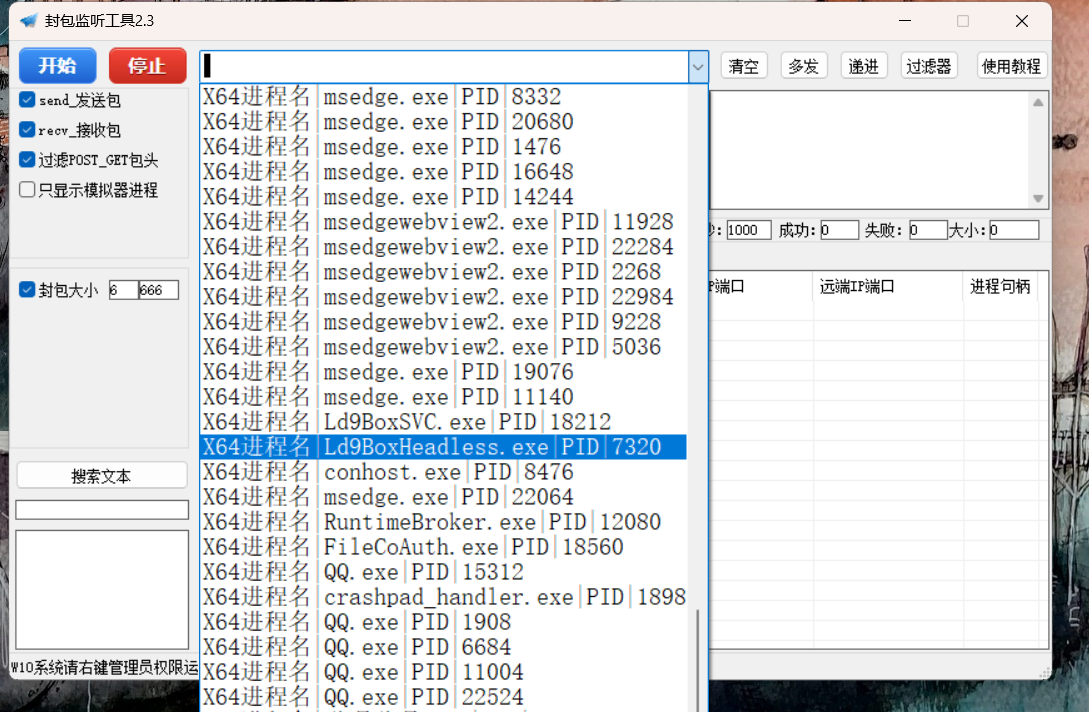 封包监听工具2.3
开始 停止 清空 多发 递进 过滤器 使用教程
send_发送包
recv_接收包
过滤POST_GET包头
只显示模拟器进程
封包大小 6 666
搜索文本
W10系统请右键管理员权限运
X64进程名|msedge.exe|PID|8332
X64进程名|msedge.exe|PID|20680
X64进程名|msedge.exe|PID|1476
X64进程名|msedge.exe|PID|16648
X64进程名|msedge.exe|PID|14244
X64进程名|msedgewebview2.exe|PID|11928
X64进程名|msedgewebview2.exe|PID|22284
X64进程名|msedgewebview2.exe|PID|2268
X64进程名|msedgewebview2.exe|PID|22984
X64进程名|msedgewebview2.exe|PID|9228
X64进程名|msedgewebview2.exe|PID|5036
X64进程名|msedge.exe|PID|19076
X64进程名|msedge.exe|PID|11140
X64进程名|Ld9BoxSVC.exe|PID|18212
X64进程名|Ld9BoxHeadless.exe|PID|7320
X64进程名|conhost.exe|PID|8476
X64进程名|msedge.exe|PID|22064
X64进程名|RuntimeBroker.exe|PID|12080
X64进程名|FileCoAuth.exe|PID|18560
X64进程名|QQ.exe|PID|15312
X64进程名|crashpad_handler.exe|PID|1898
X64进程名|QQ.exe|PID|1908
X64进程名|QQ.exe|PID|6684
X64进程名|QQ.exe|PID|11004
X64进程名|QQ.exe|PID|22524
:1000 成功:0 失败:0 大小:0
P端口 远端IP端口 进程句柄